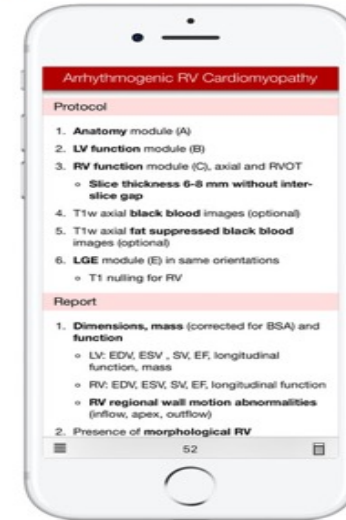 Arrhythmogenic RV Cardiomyopathy
Protocol
1. Anatomy module (A)
2. LV function module (B)
3. RV function module (C), axial and RVOT
Slice thickness 6-8 mm without inter-
slice gap
4. T1w axial black blood images (optional)
5. T1w axial fat suppressed black blood
images (optional)
6. LGE module (E) in same orientations
T1 nulling for RV
Report
1. Dimensions, mass (corrected for BSA) and
function
LV: EDV, ESV , SV, EF, longitudinal
function, mass
RV: EDV, ESV, SV, EF, longitudinal function
RV regional wall motion abnormalities
(inflow, apex, outflow)
2. Presence of morphological RV
52